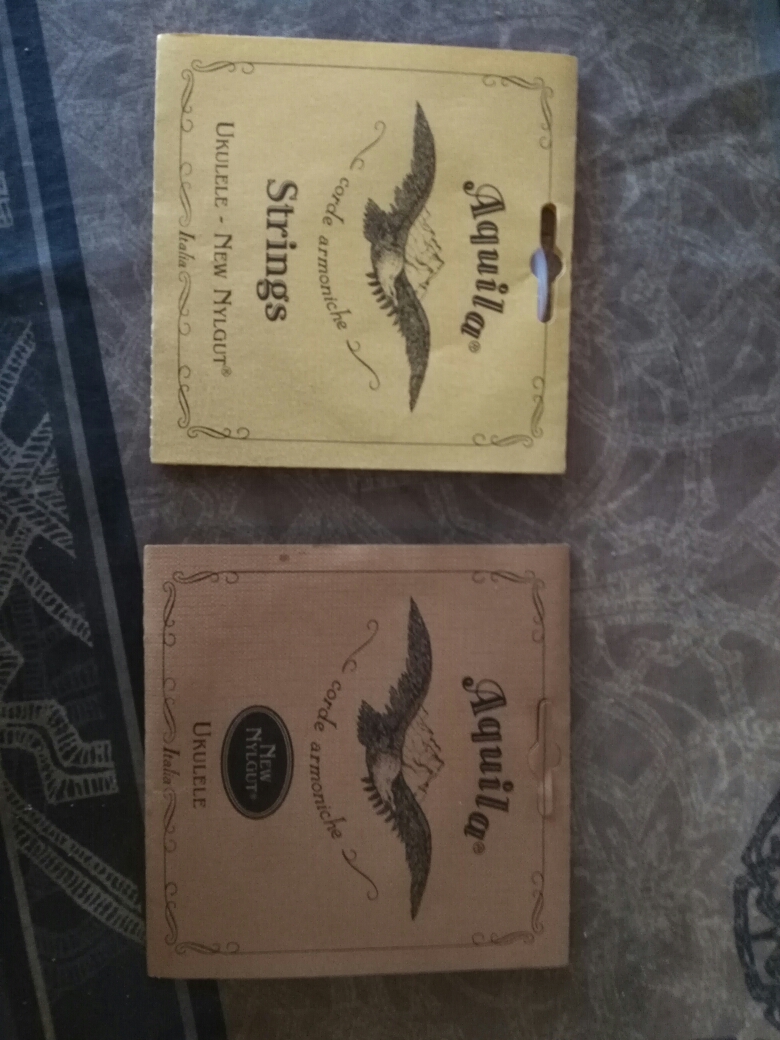 Aquila®
corde armoniche
Strings
UKULELE - NEW NYLGUT®
Italia
Aquila®
corde armoniche
NEW
NYLGUT®
UKULELE
Italia